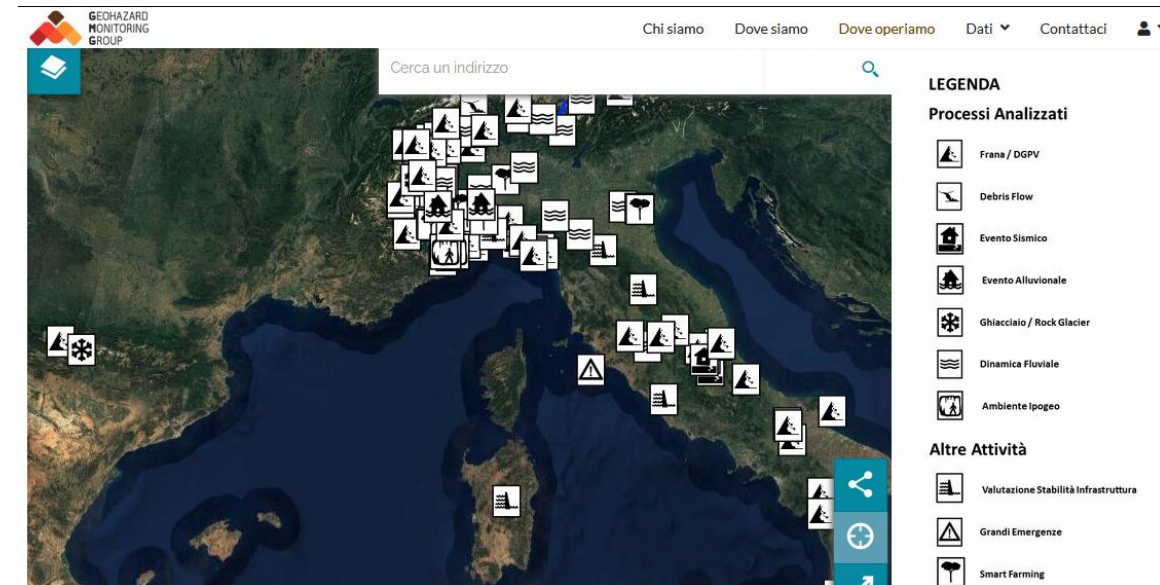 GEOHAZARD
MONITORING
GROUP
Chi siamo
Dove siamo
Dove operiamo
Dati
Contattaci
Cerca un indirizzo
LEGENDA
Processi Analizzati
Frana / DGPV
Debris Flow
Evento Sismico
Evento Alluvionale
Ghiacciaio / Rock Glacier
Dinamica Fluviale
Ambiente Ipogeo
Altre Attività
Valutazione Stabilità Infrastruttura
Grandi Emergenze
Smart Farming